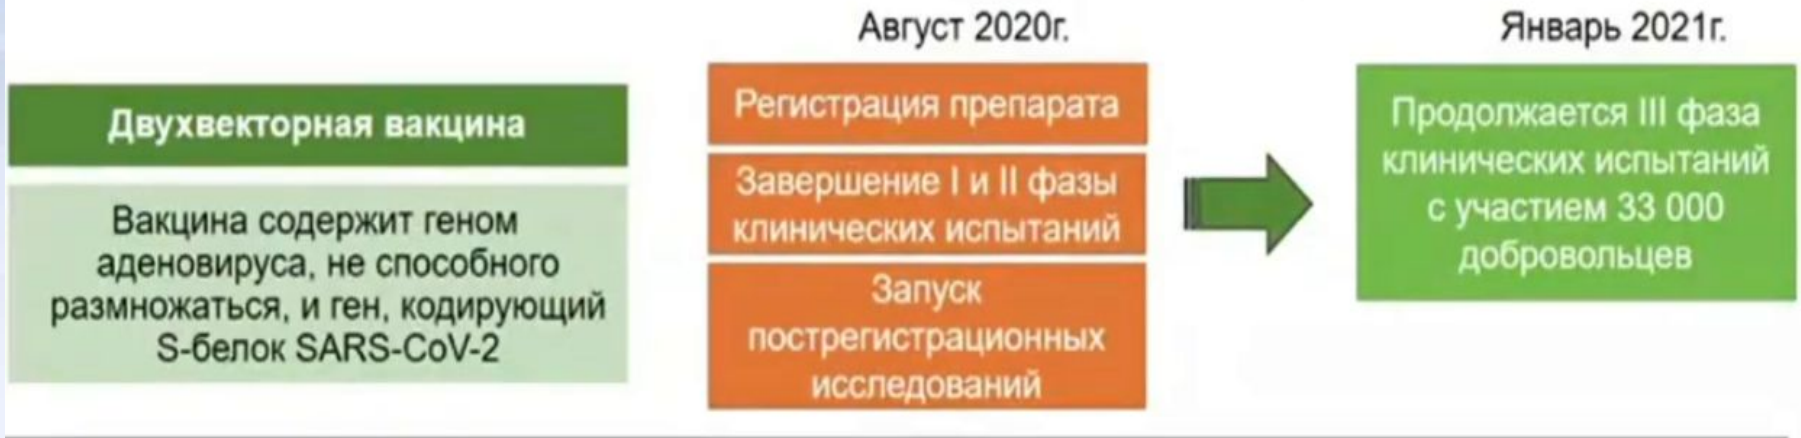 Двухвекторная вакцина
Вакцина содержит геном
аденовируса, не способного
размножаться, и ген, кодирующий
S-белок SARS-CoV-2
Август 2020г.
Регистрация препарата
Завершение I и II фазы
клинических испытаний
Запуск
пострегистрационных
исследований
Январь 2021г.
Продолжается III фаза
клинических испытаний
с участием 33 000
добровольцев